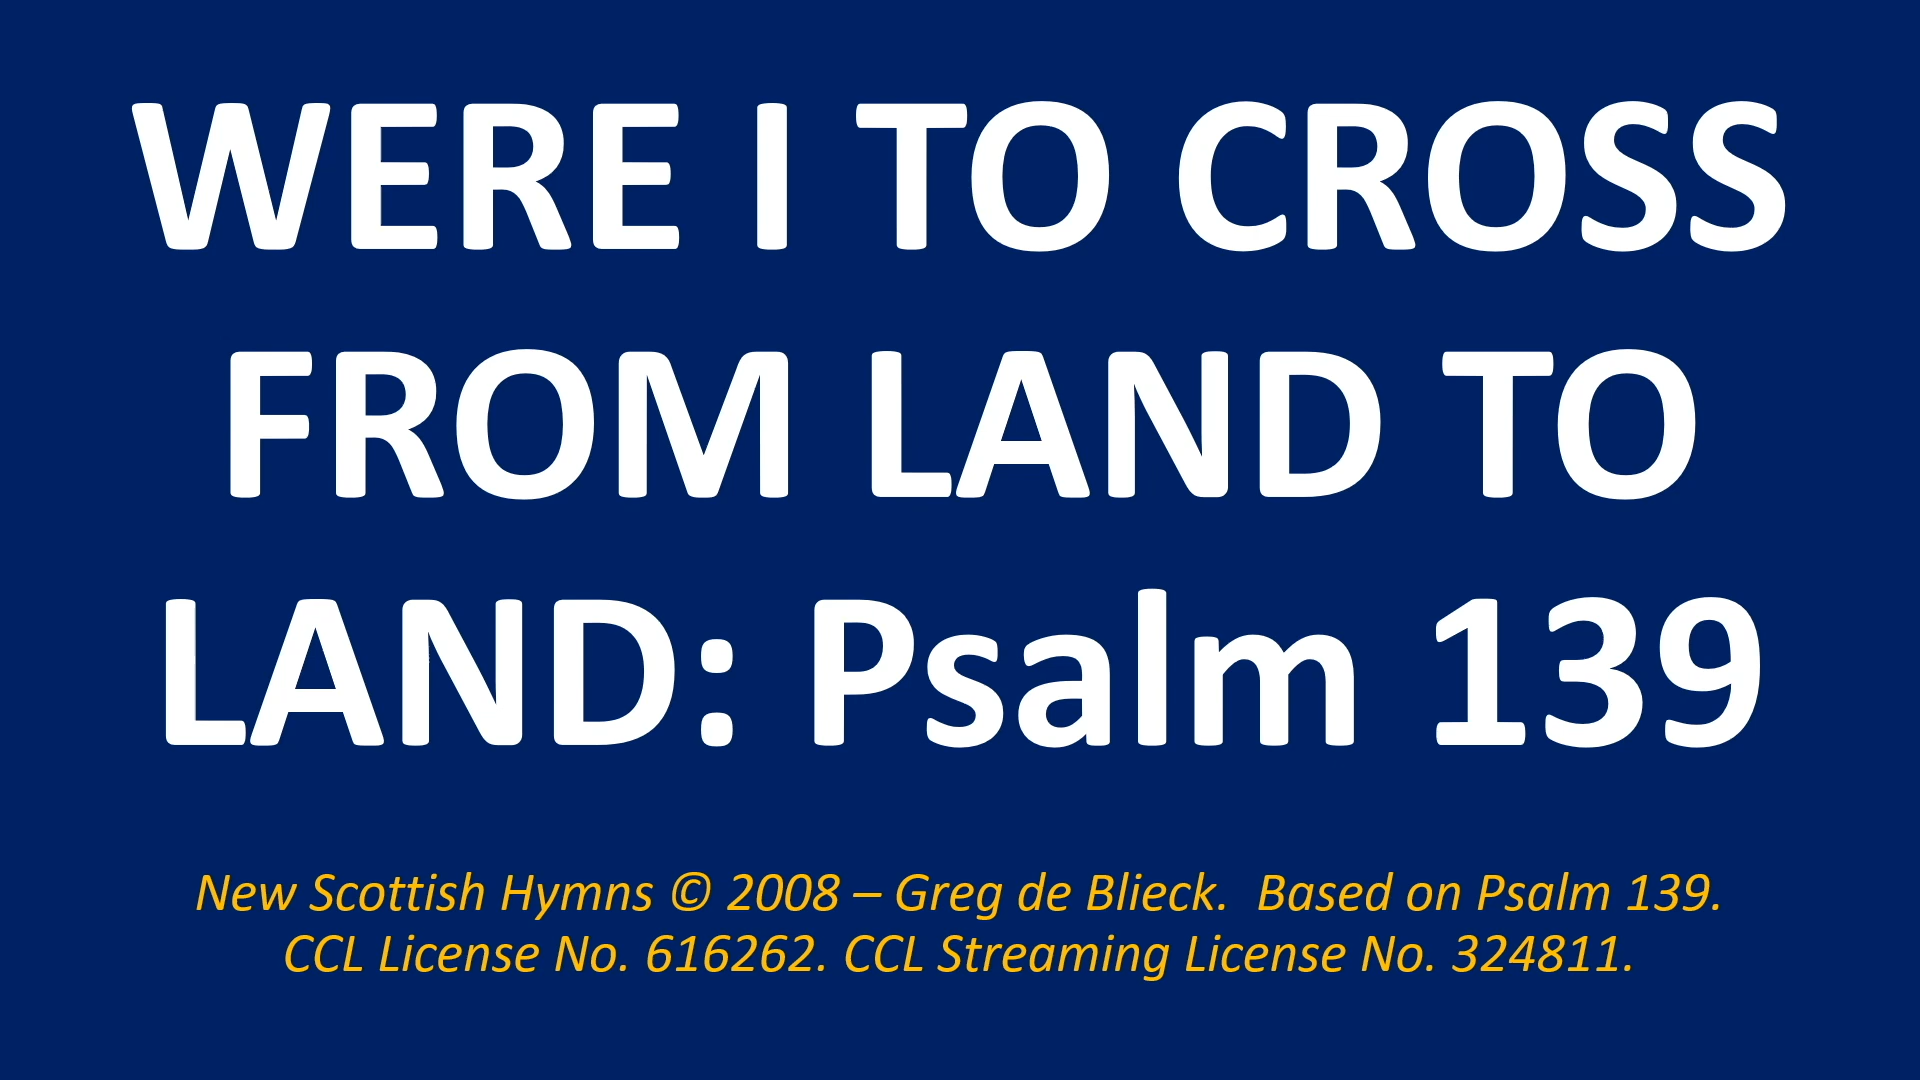 WERE I TO CROSS
FROM LAND TO
LAND: Psalm 139
New Scottish Hymns © 2008 – Greg de Blieck.  Based on Psalm 139.
CCL License No. 616262. CCL Streaming License No. 324811.